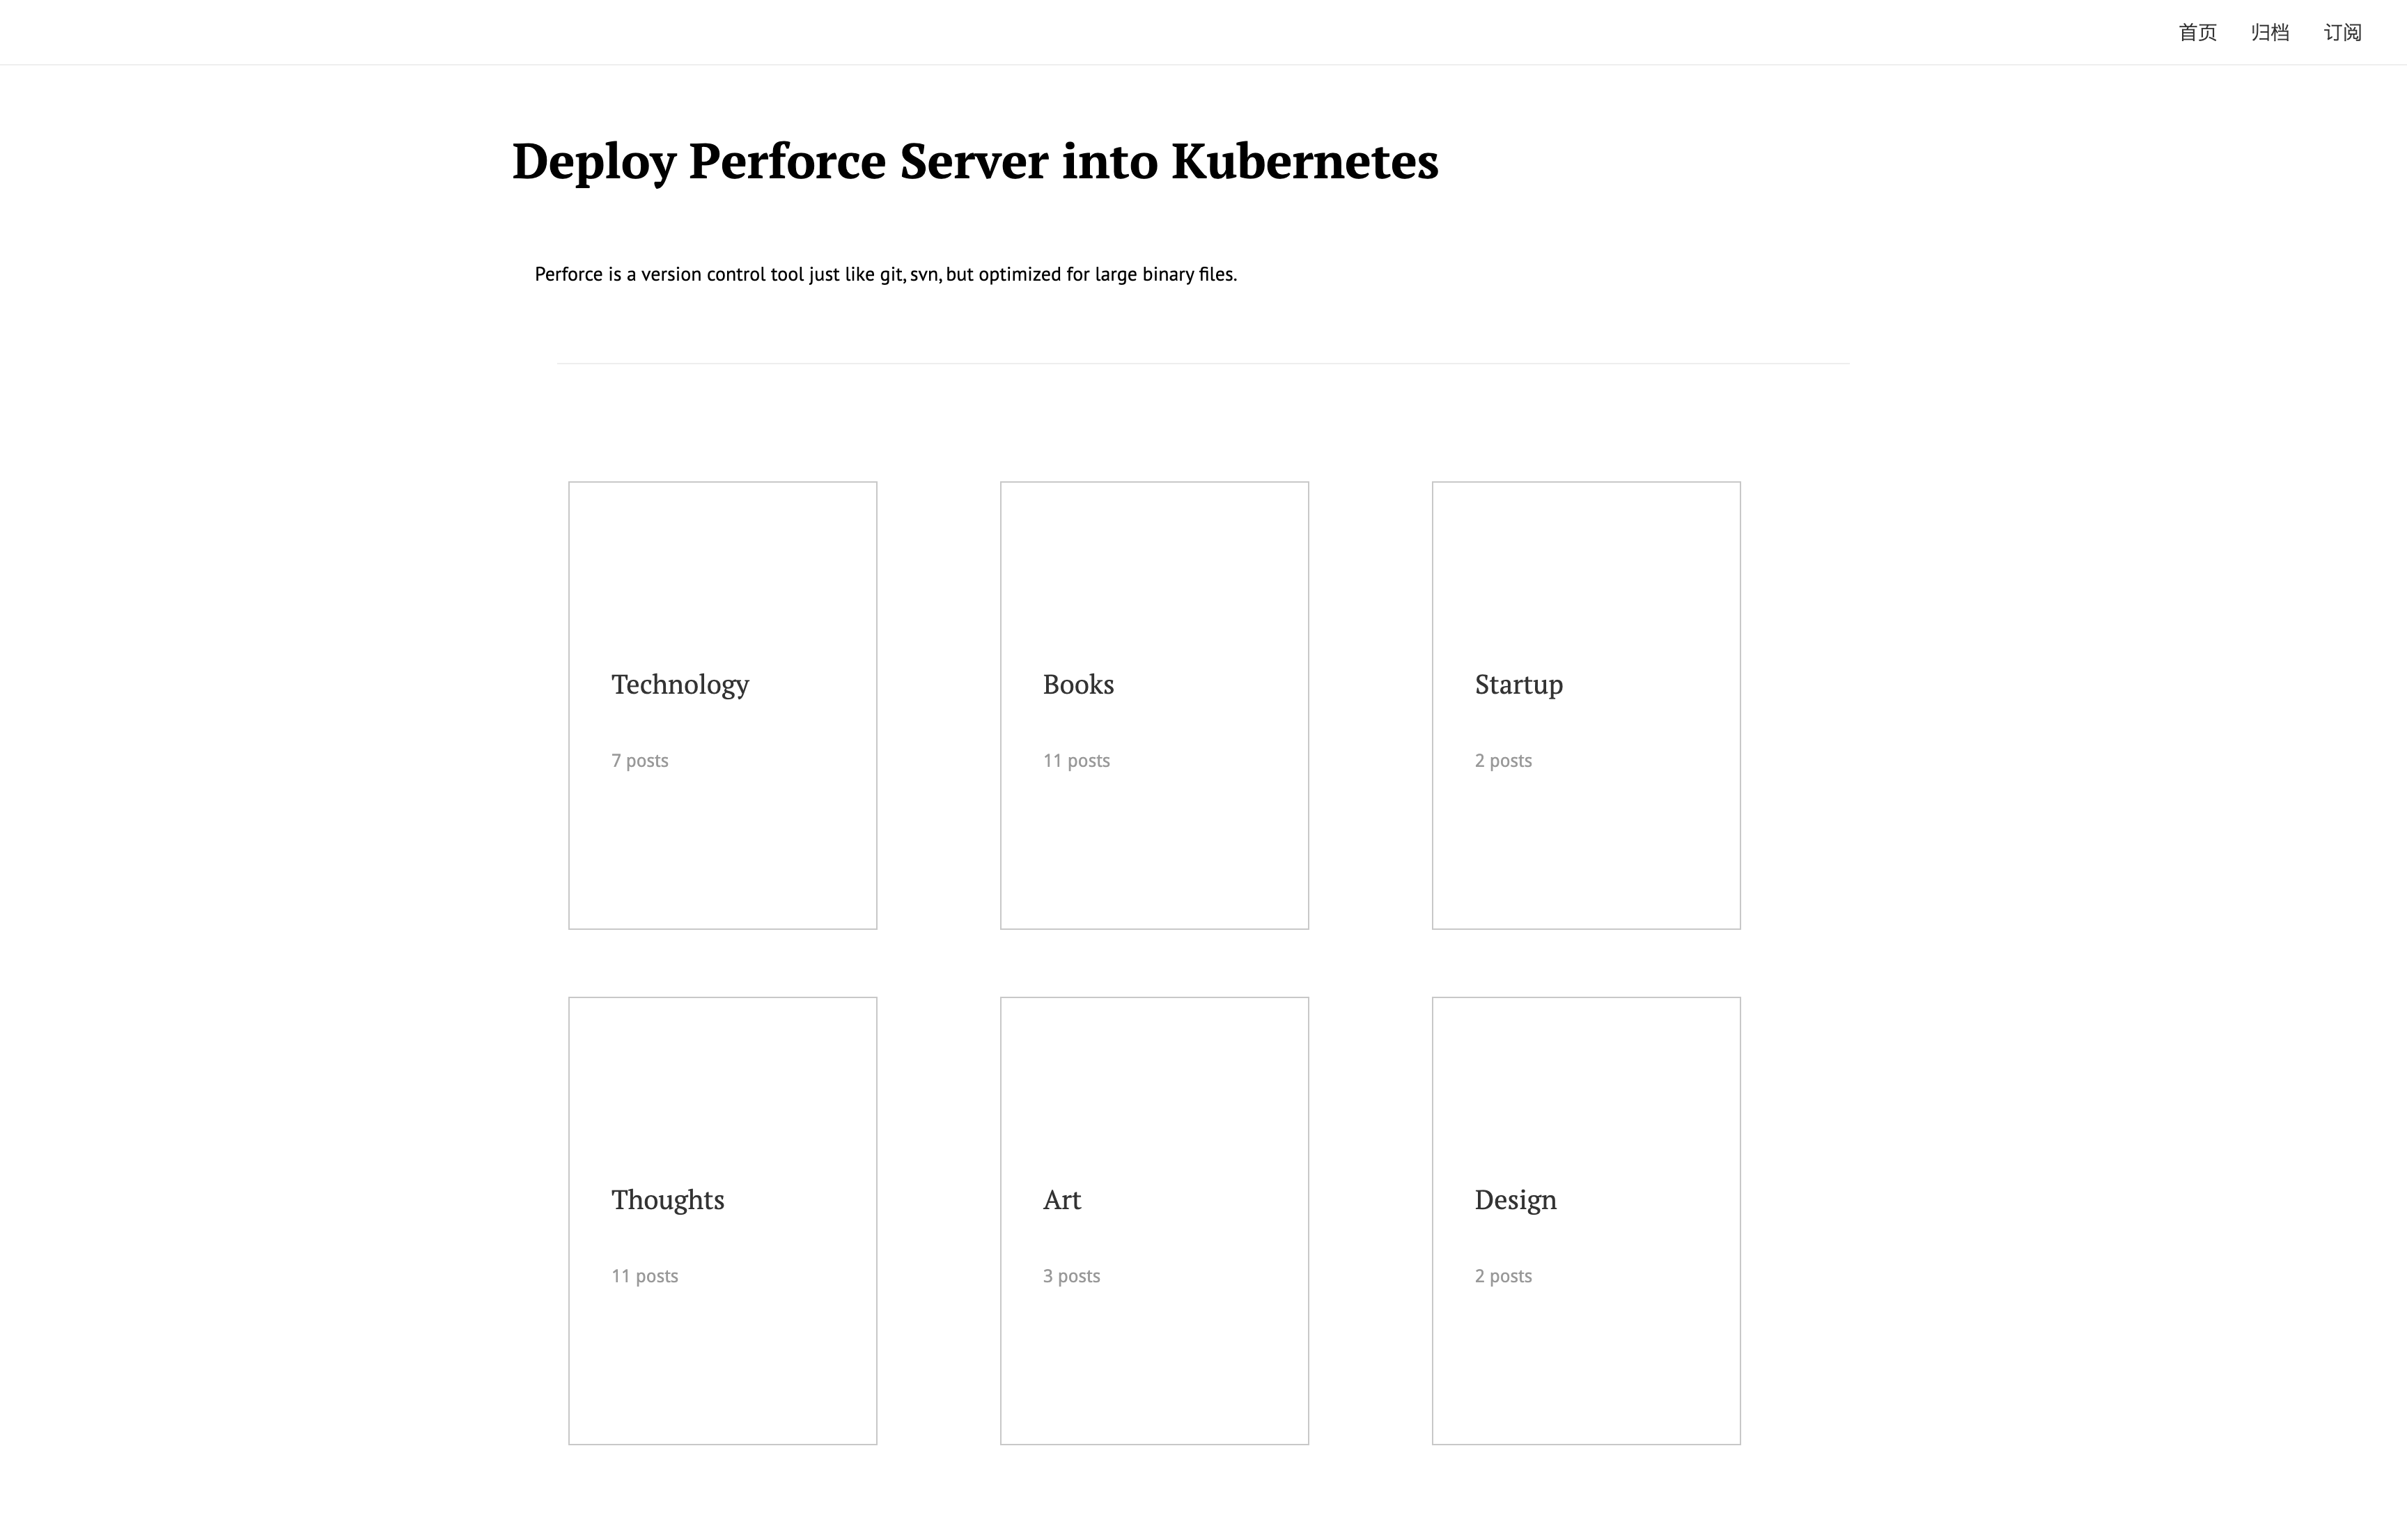 首页 归档 订阅
Deploy Perforce Server into Kubernetes
Perforce is a version control tool just like git, svn, but optimized for large binary files.
Technology Books Startup
7 posts 11 posts 2 posts
Thoughts Art Design
11 posts 3 posts 2 posts